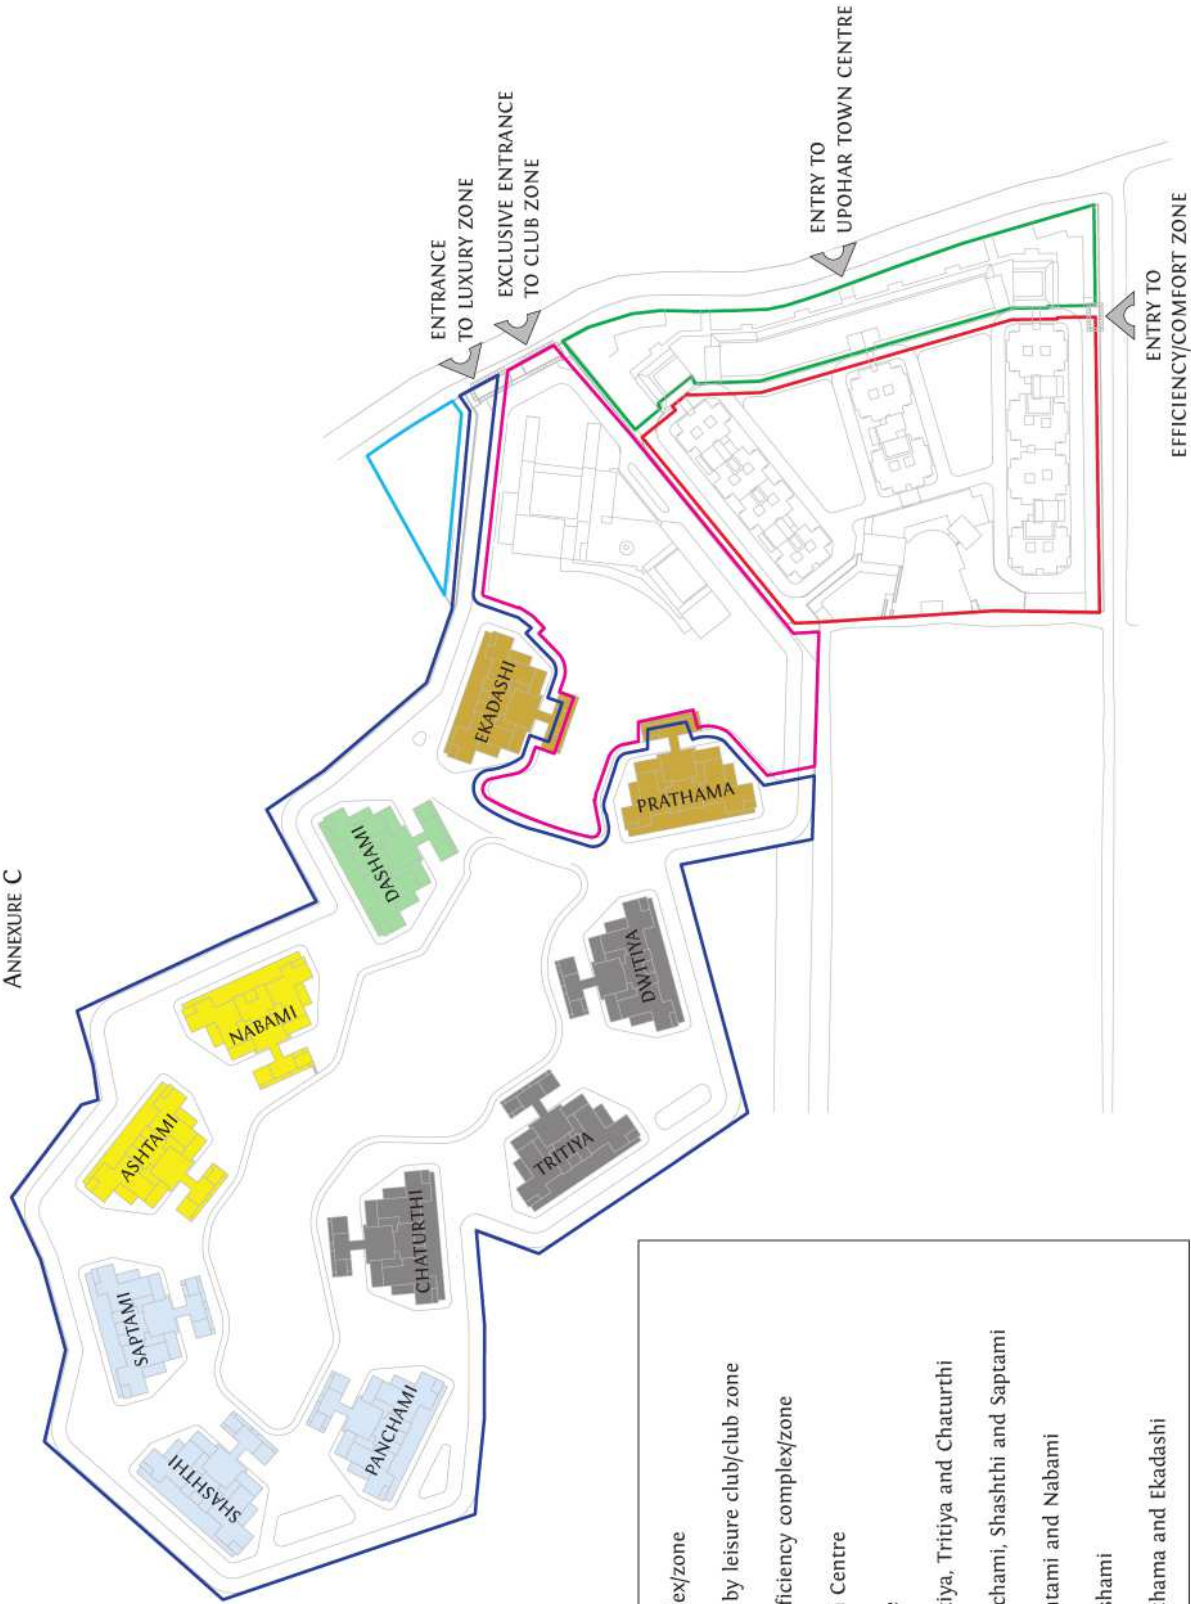 ANNEXURE C
ENTRANCE
TO LUXURY ZONE
EXCLUSIVE ENTRANCE
TO CLUB ZONE
ENTRY TO
UPOHAR TOWN CENTRE
ENTRY TO
EFFICIENCY/COMFORT ZONE
EKADASHI
PRATHAMA
DASHAMI
DWITIYA
NABAMI
TRITIYA
ASHTAMI
CHATURTHI
SAPTAMI
PANCHAMI
SHASHTHI
ex/zone
by leisure club/club zone
ficiency complex/zone
Centre
tiya, Tritiya and Chaturthi
chami, Shashthi and Saptami
tami and Nabami
shami
hama and Ekadashi